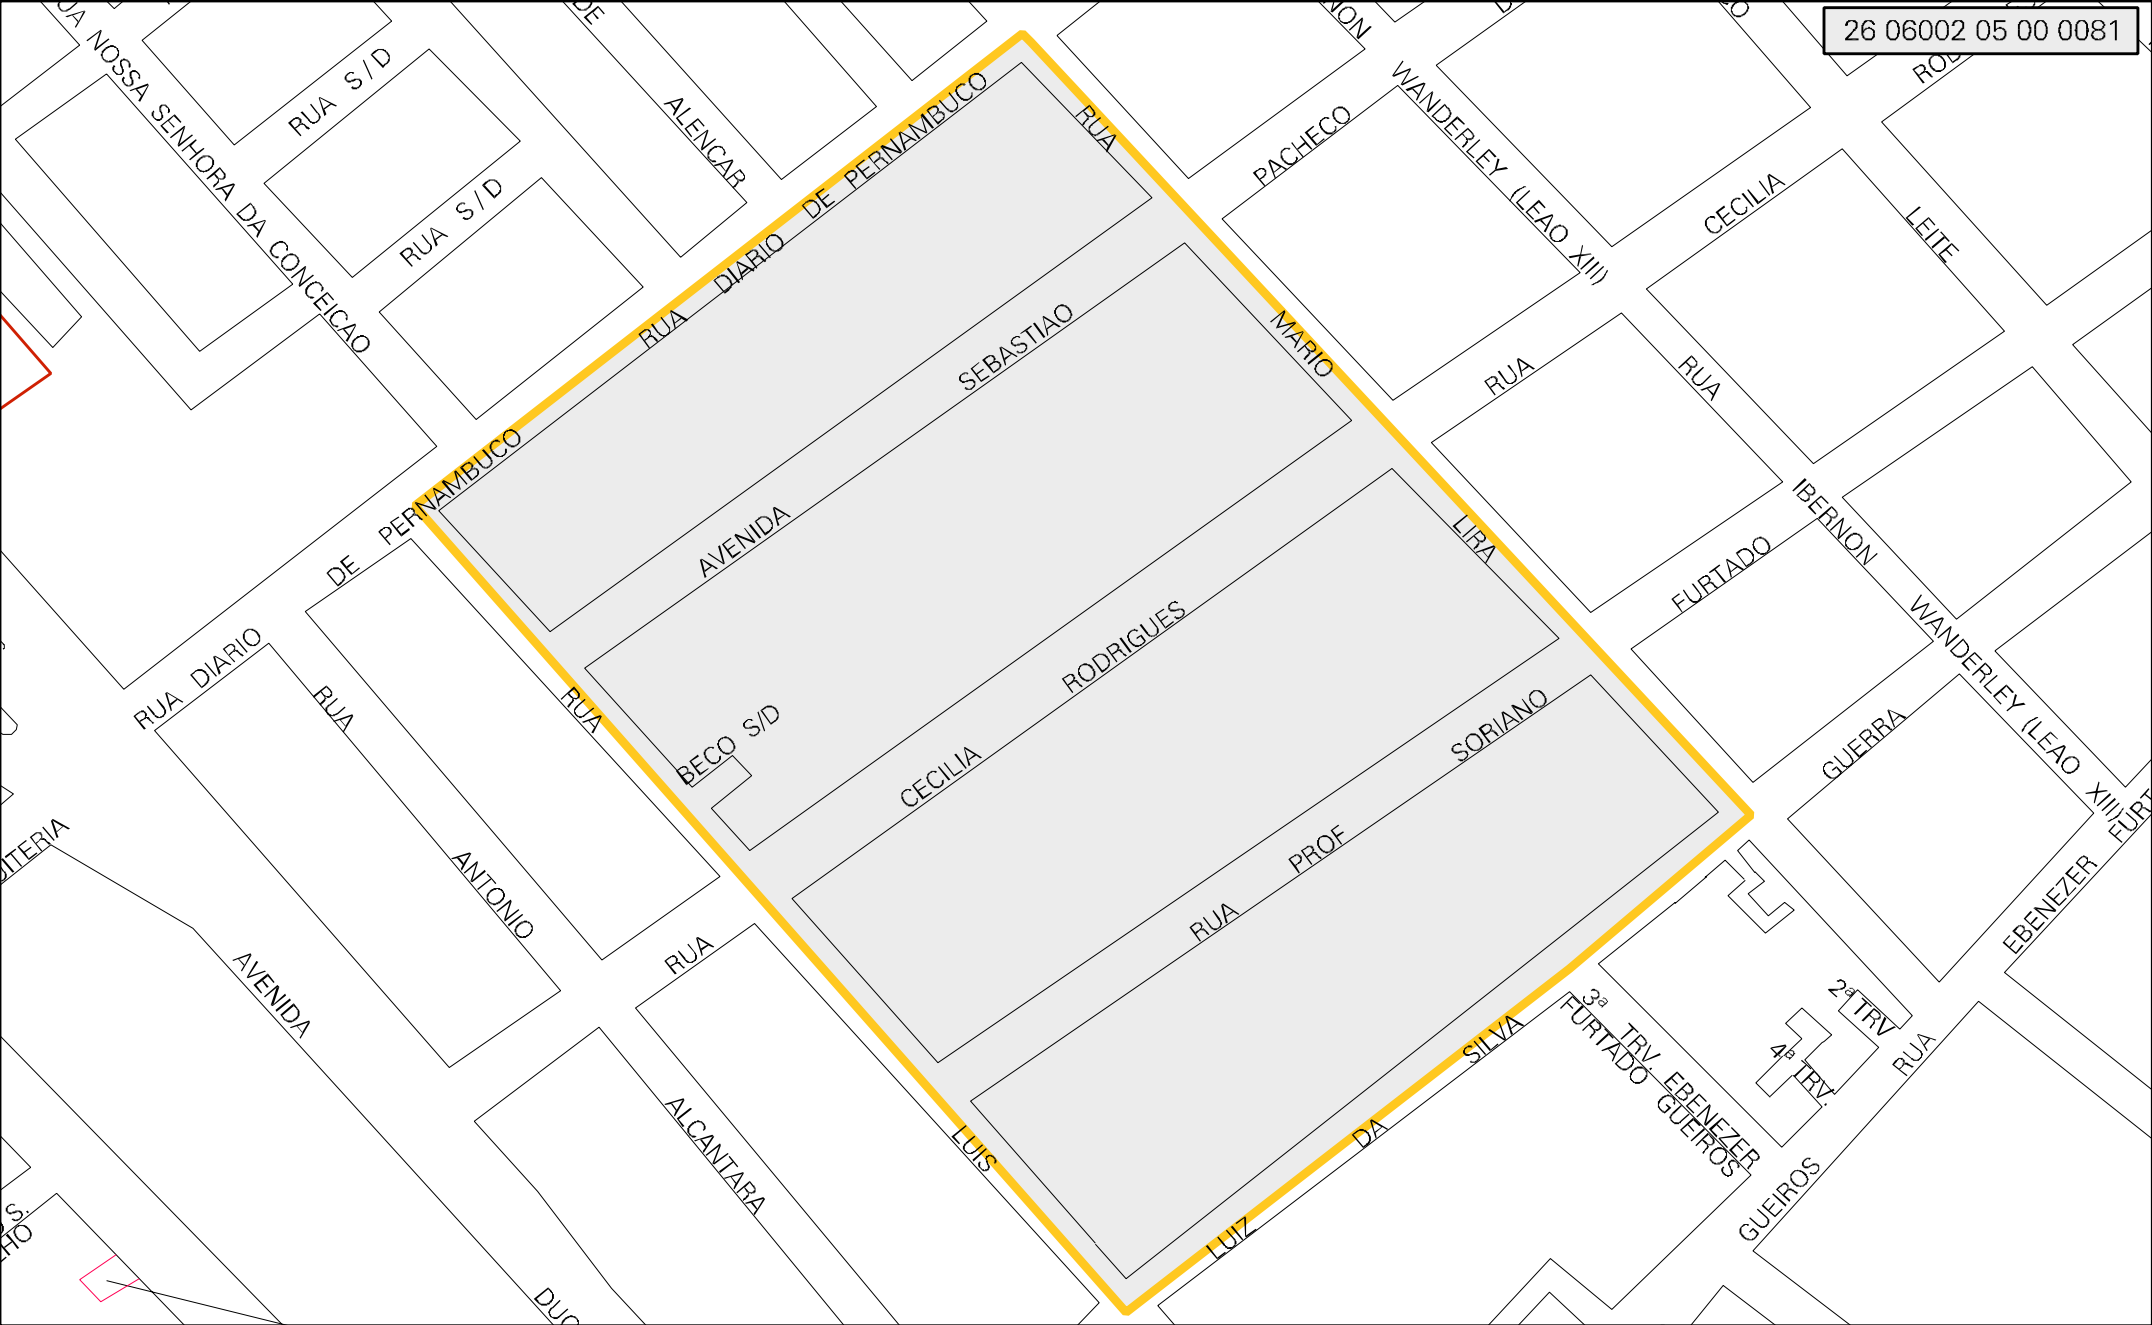 26 06002 05 00 0081
NOSSA SENHORA DA CONCEICAO
RUA S/D
RUA S/D
DE
ALENCAR
RUA DIARIO DE PERNAMBUCO
RUA MARIO LIRA
PACHECO
WANDERLEY (LEAO XIII)
CECILIA
LEITE
AVENIDA SEBASTIAO
RUA
RUA IBERNON WANDERLEY (LEAO XIII)
RUA DIARIO DE PERNAMBUCO
FURTADO
CECILIA RODRIGUES
BECO S/D
RUA PROF SORIANO
GUERRA
RUA ANTONIO ALCANTARA
RUA LUIS
RUA
AVENIDA
LUIZ DA SILVA
3ª TRV. EBENEZER
FURTADO GUEIROS
2ª TRV
4ª TRV.
RUA EBENEZER
GUEIROS